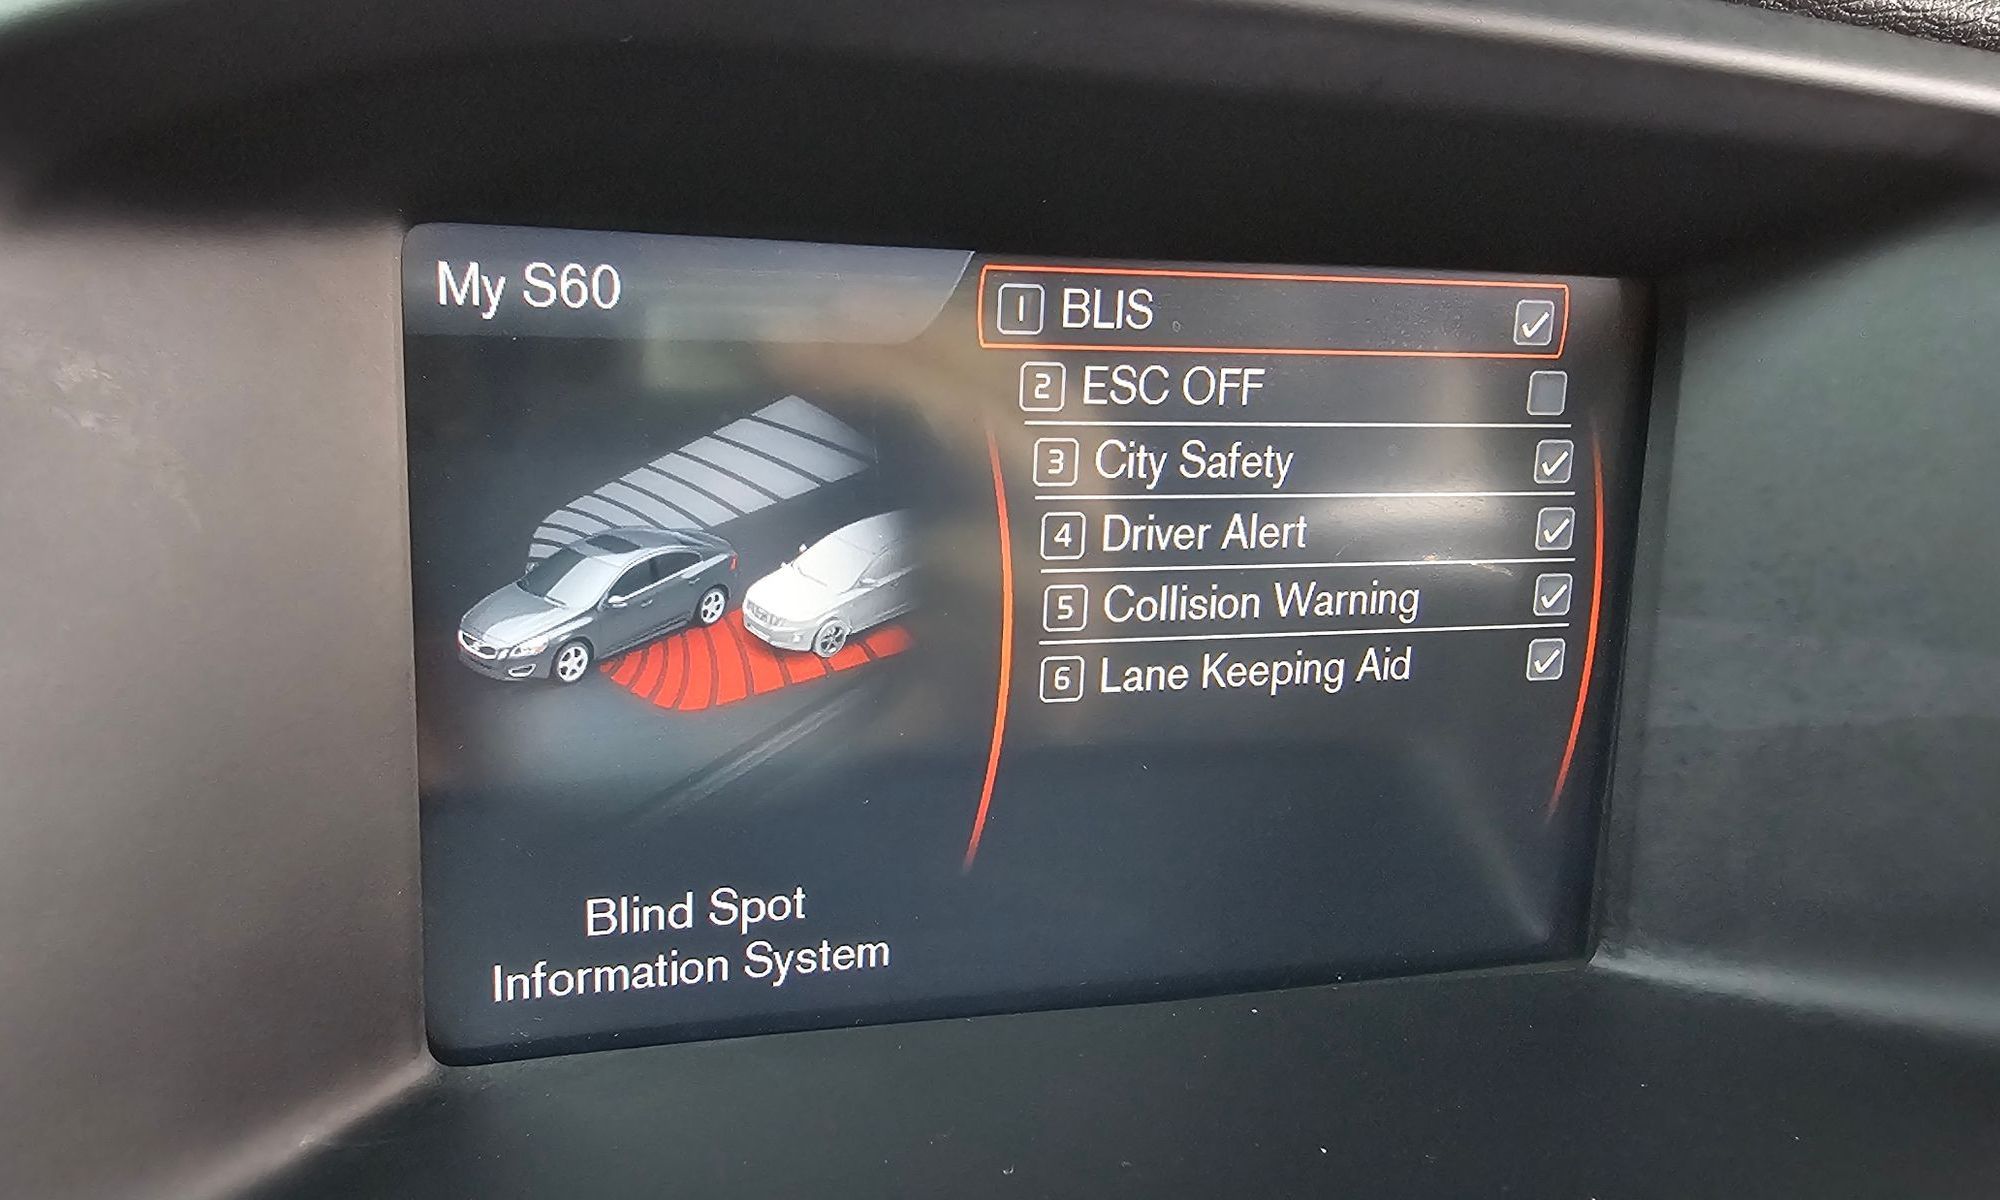 My S60
1 BLIS
2 ESC OFF
3 City Safety
4 Driver Alert
5 Collision Warning
6 Lane Keeping Aid
Blind Spot
Information System